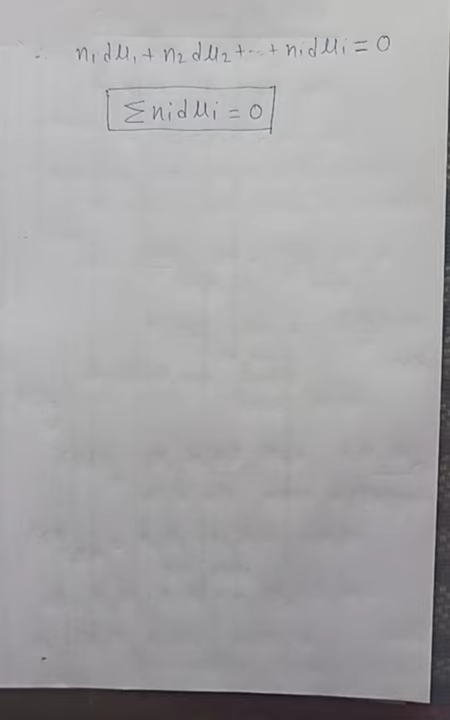 ∴ n₁dμ₁ + n₂dμ₂ +···+ nᵢdμᵢ = 0
Σnᵢdμᵢ = 0